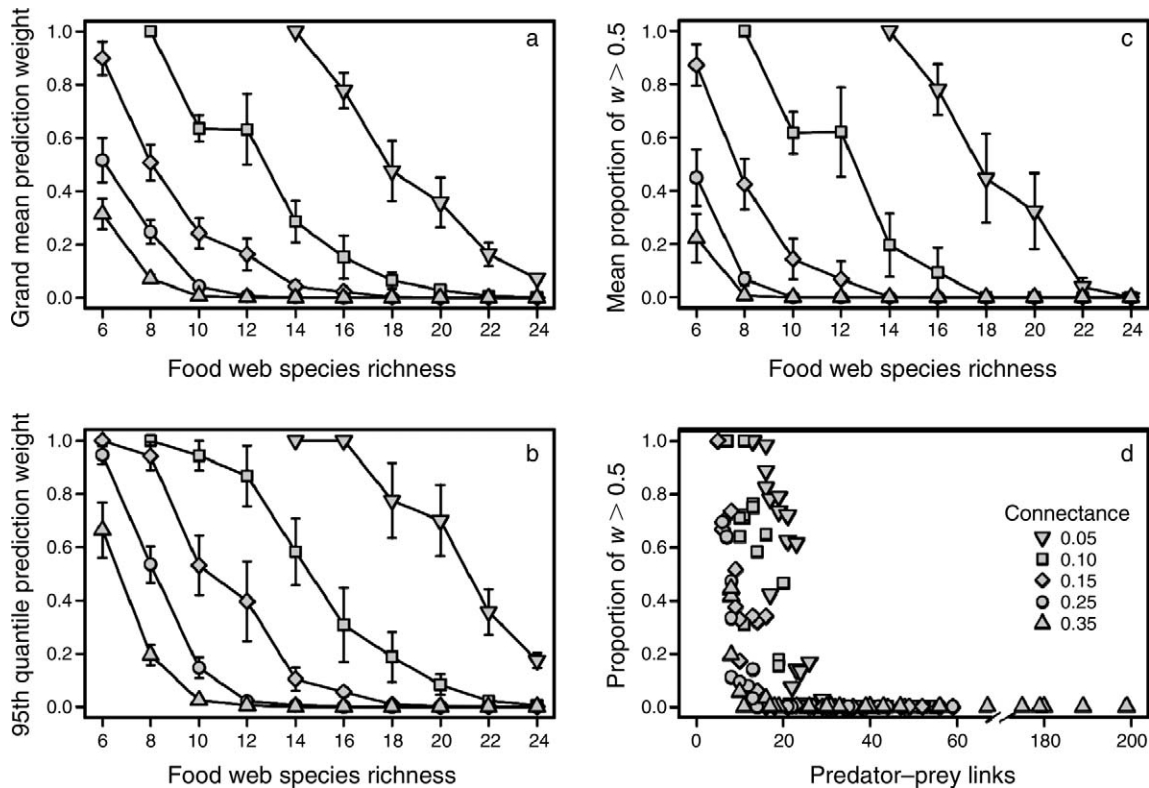 a
Grand mean prediction weight
1.0
0.8
0.6
0.4
0.2
0.0
6 8 10 12 14 16 18 20 22 24
Food web species richness
c
Mean proportion of w > 0.5
1.0
0.8
0.6
0.4
0.2
0.0
6 8 10 12 14 16 18 20 22 24
Food web species richness
b
95th quantile prediction weight
1.0
0.8
0.6
0.4
0.2
0.0
6 8 10 12 14 16 18 20 22 24
Food web species richness
d
Proportion of w > 0.5
1.0
0.8
0.6
0.4
0.2
0.0
Connectance
0.05
0.10
0.15
0.25
0.35
0 20 40 60 180 200
Predator–prey links